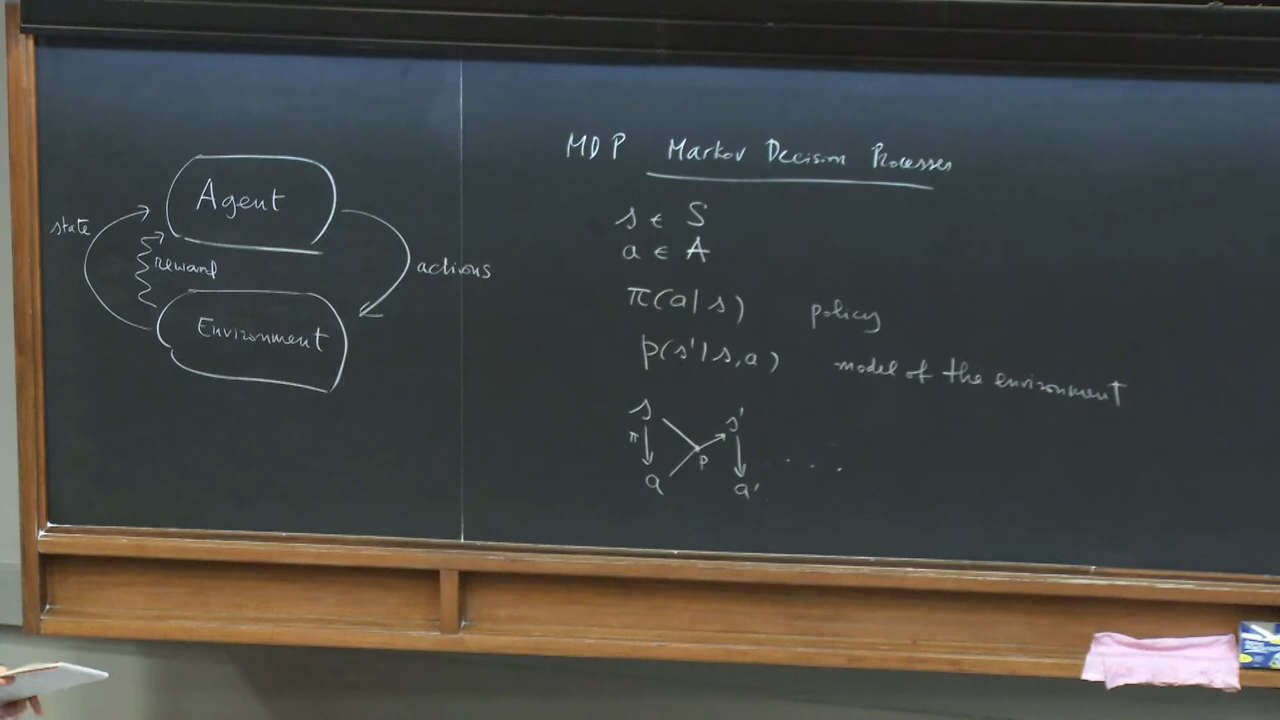 Agent
state
reward
actions
Environment
MDP Markov Decision Processes
s ∈ S
a ∈ A
π(a|s) policy
p(s'|s,a) model of the environment
s s'
π p . . . .
a a'